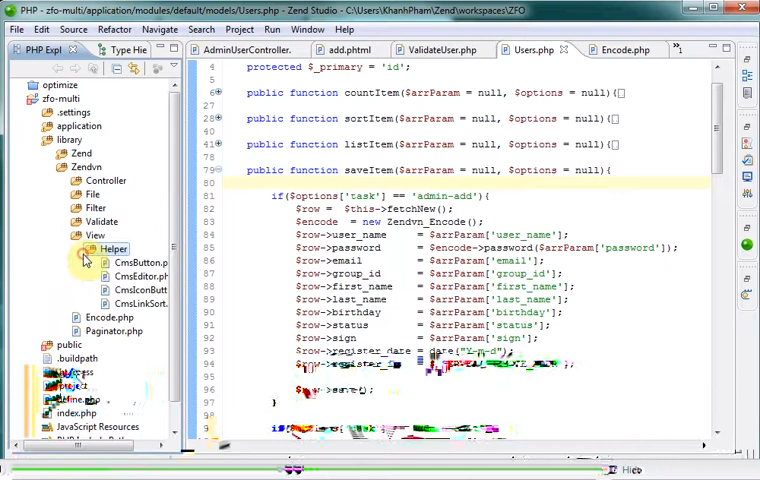 PHP - zfo-multi/application/modules/default/models/Users.php - Zend Studio - C:\Users\KhanhPham\Zend\workspaces\ZFO
File Edit Source Refactor Navigate Search Project Run Window Help
PHP Expl Type Hie
AdminUserController. add.phtml ValidateUser.php Users.php Encode.php »1
optimize
zfo-multi
.settings
application
library
Zend
Zendvn
Controller
File
Filter
Validate
View
Helper
CmsButton.p
CmsEditor.ph
CmsIconButt
CmsLinkSort.
Encode.php
Paginator.php
public
.buildpath
index.php
JavaScript Resources
4 protected $_primary = 'id';
5
6 public function countItem($arrParam = null, $options = null){
28 public function sortItem($arrParam = null, $options = null){
41 public function listItem($arrParam = null, $options = null){
79 public function saveItem($arrParam = null, $options = null){
80
81 if($options['task'] == 'admin-add'){
82 $row = $this->fetchNew();
83 $encode = new Zendvn_Encode();
84 $row->user_name = $arrParam['user_name'];
85 $row->password = $encode->password($arrParam['password']);
86 $row->email = $arrParam['email'];
87 $row->group_id = $arrParam['group_id'];
88 $row->first_name = $arrParam['first_name'];
89 $row->last_name = $arrParam['last_name'];
90 $row->birthday = $arrParam['birthday'];
91 $row->status = $arrParam['status'];
92 $row->sign = $arrParam['sign'];
93 $row->register_date = date("Y-m-d");
94
96
97 }